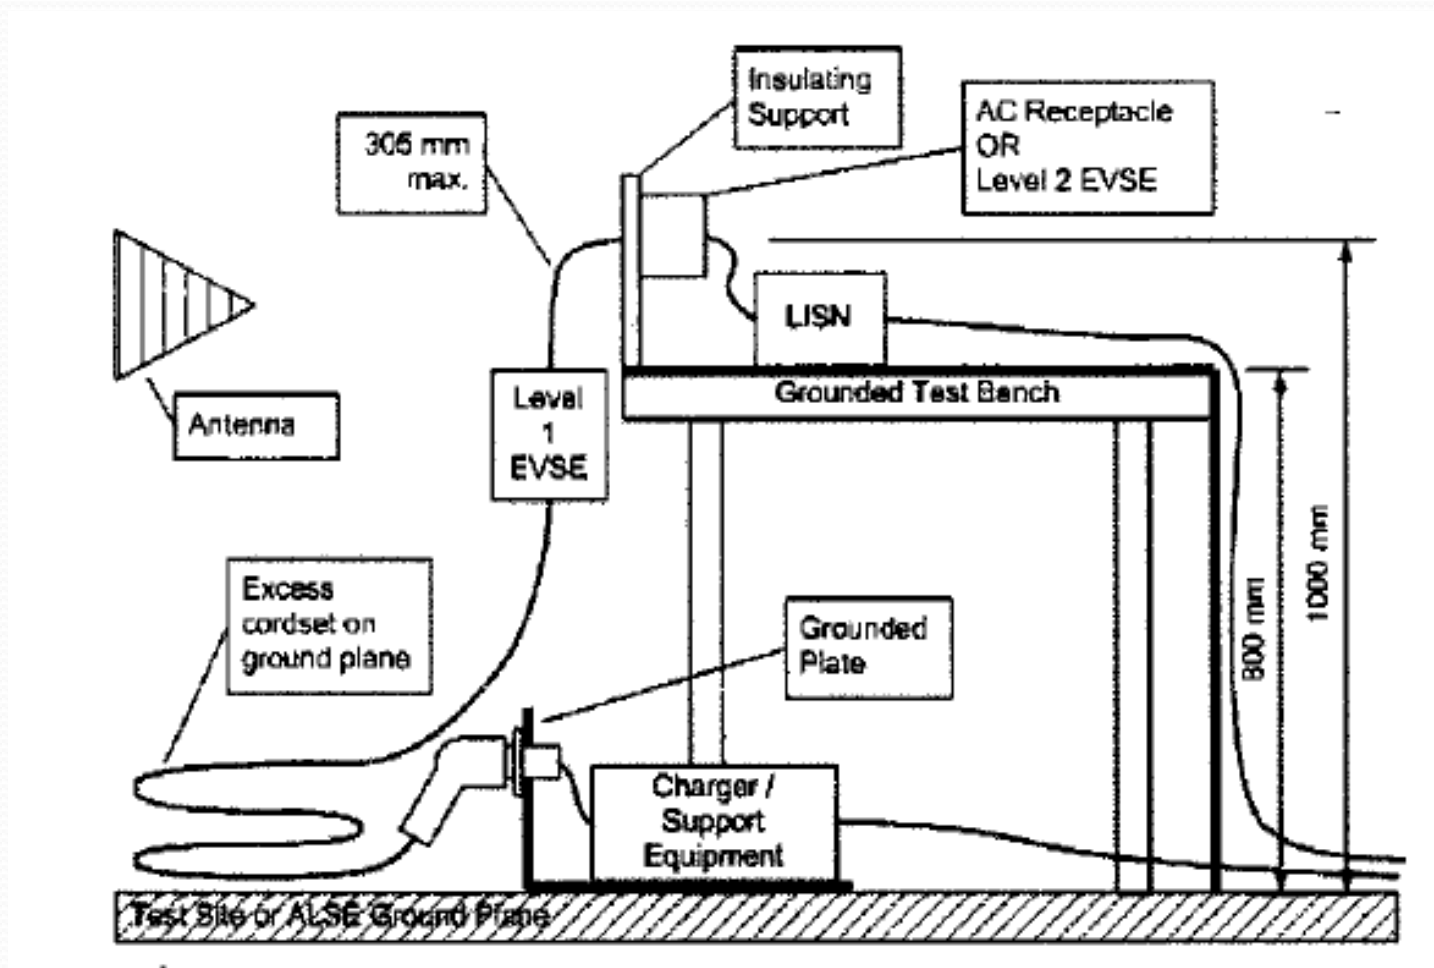 Insulating
Support
AC Receptacle
OR
Level 2 EVSE
305 mm
max.
LISN
Grounded Test Bench
Antenna
Level
1
EVSE
Excess
cordset on
ground plane
Grounded
Plate
800 mm
1000 mm
Charger /
Support
Equipment
Test Site or ALSE Ground Plane